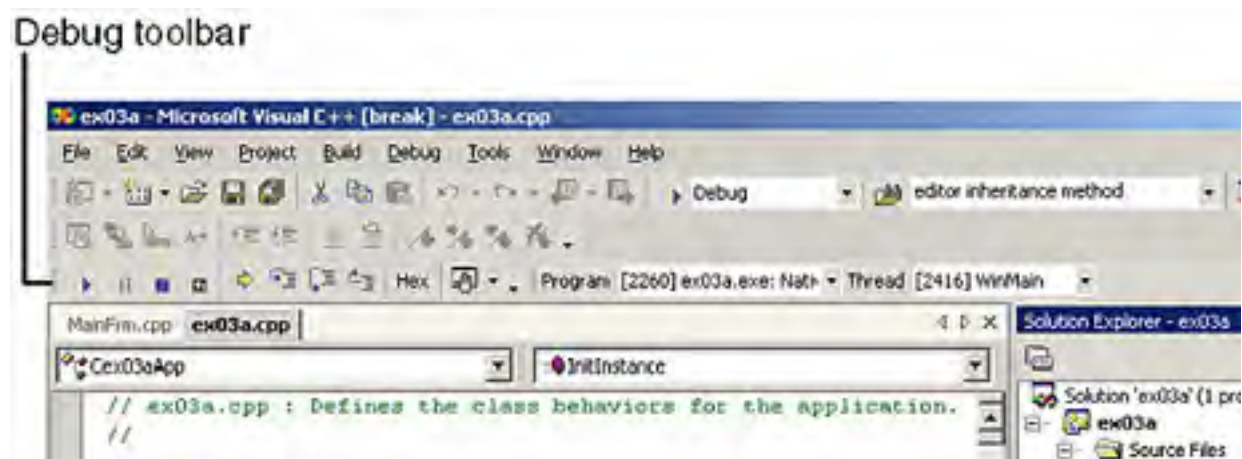 Debug toolbar
ex03a - Microsoft Visual C++ [break] - ex03a.cpp
File Edit View Project Build Debug Tools Window Help
Debug editor inheritance method
Hex Program [2260] ex03a.exe: Nati Thread [2416] WinMain
MainFrm.cpp ex03a.cpp Solution Explorer - ex03a
Cex03aApp InitInstance
// ex03a.cpp : Defines the class behaviors for the application.
//
Solution 'ex03a' (1 pro
ex03a
Source Files